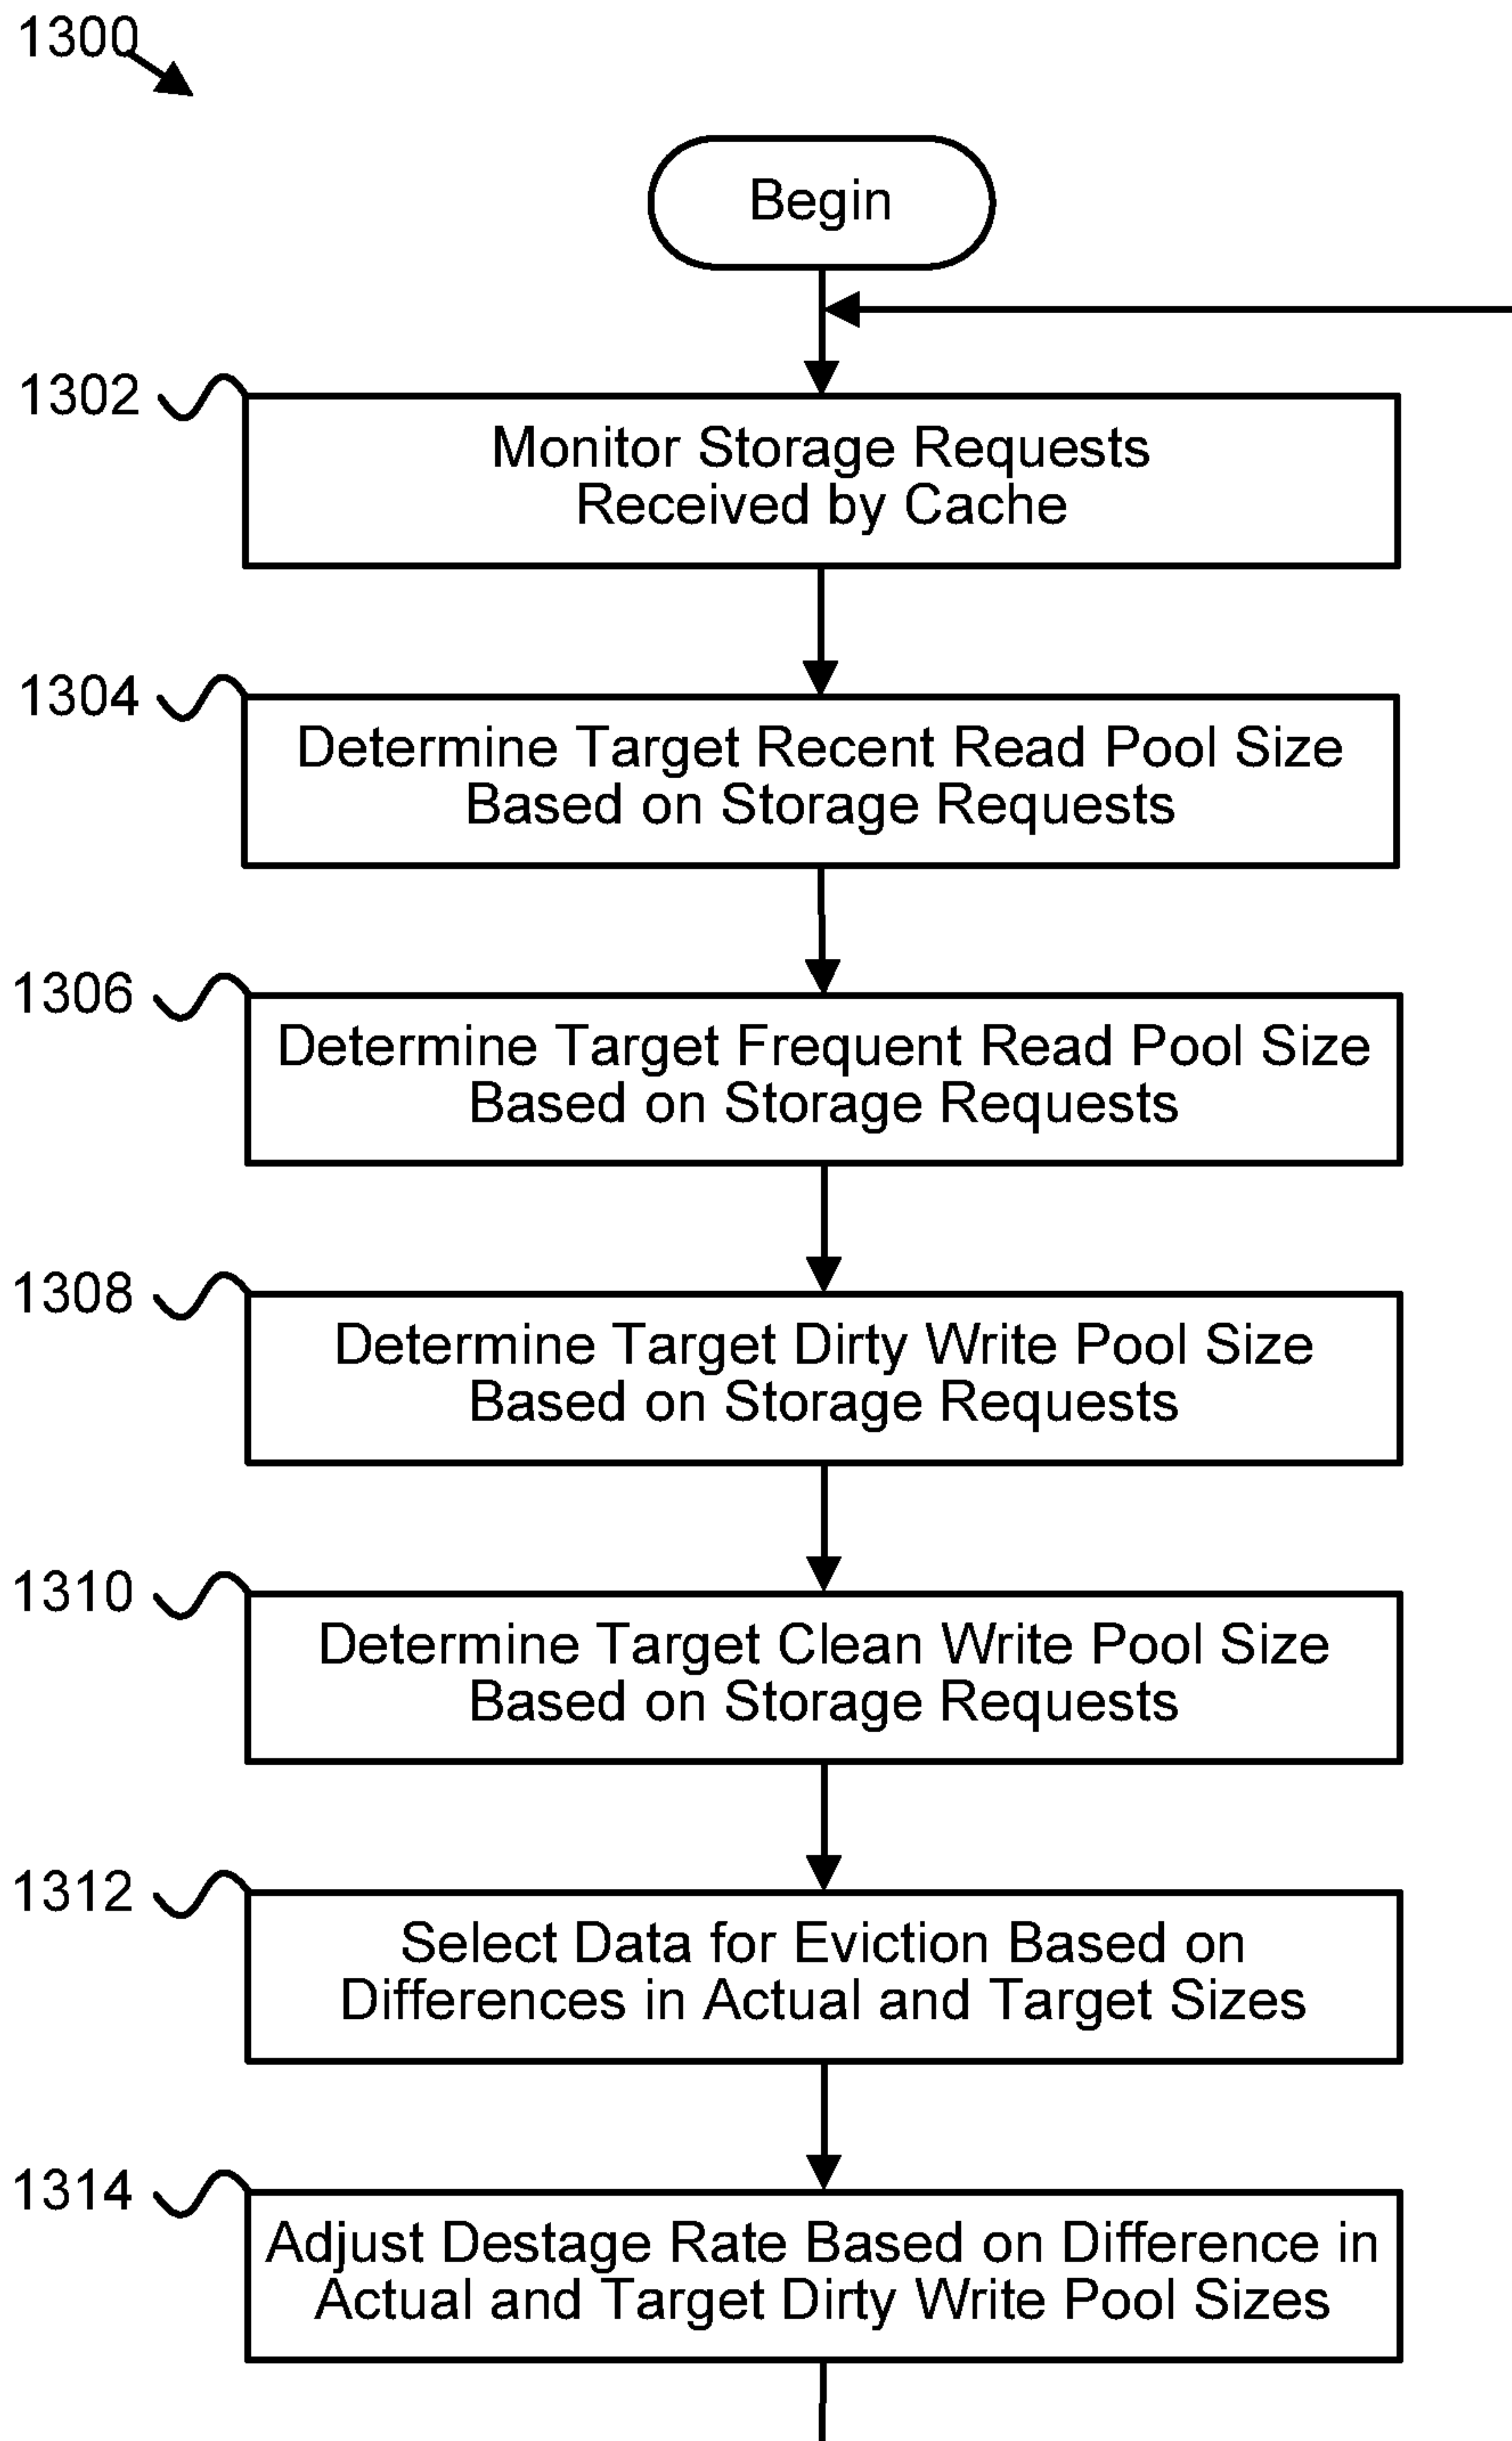 1300
Begin
1302
Monitor Storage Requests
Received by Cache
1304
Determine Target Recent Read Pool Size
Based on Storage Requests
1306
Determine Target Frequent Read Pool Size
Based on Storage Requests
1308
Determine Target Dirty Write Pool Size
Based on Storage Requests
1310
Determine Target Clean Write Pool Size
Based on Storage Requests
1312
Select Data for Eviction Based on
Differences in Actual and Target Sizes
1314
Adjust Destage Rate Based on Difference in
Actual and Target Dirty Write Pool Sizes